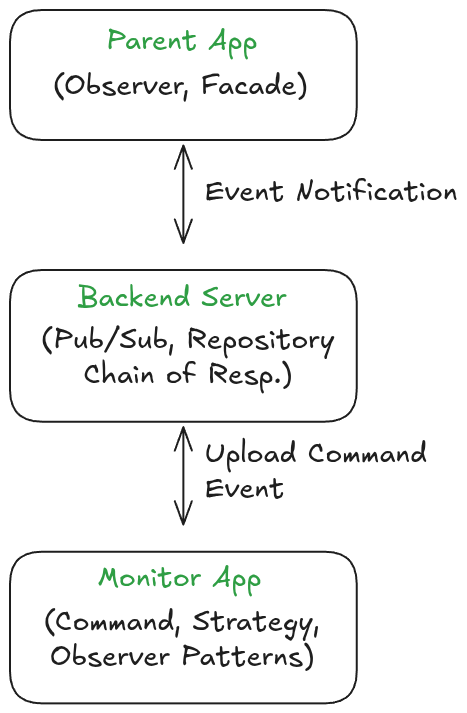 Parent App
(Observer, Facade)
Event Notification
Backend Server
(Pub/Sub, Repository
Chain of Resp.)
Upload Command
Event
Monitor App
(Command, Strategy,
Observer Patterns)